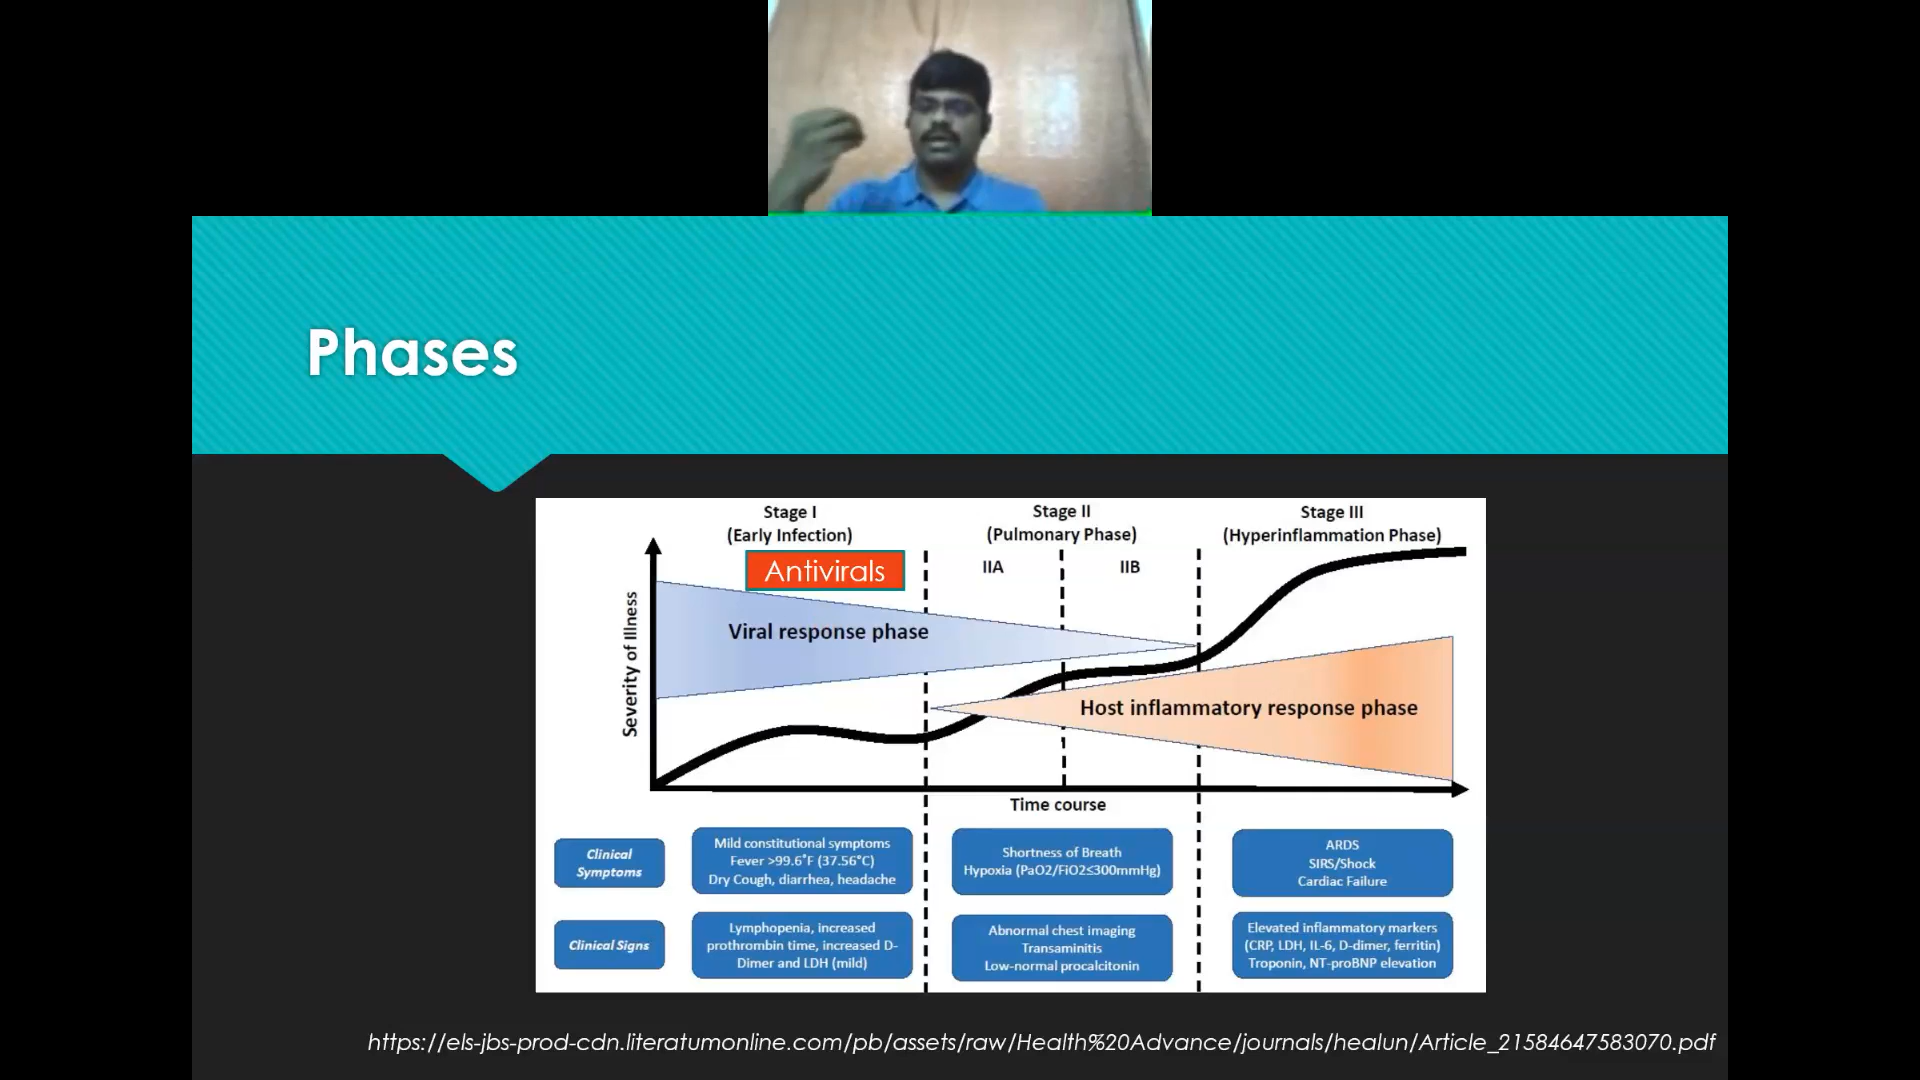 Phases
Stage I
(Early Infection)
Stage II
(Pulmonary Phase)
Stage III
(Hyperinflammation Phase)
Antivirals
IIA
IIB
Viral response phase
Severity of Illness
Host inflammatory response phase
Time course
Clinical
Symptoms
Mild constitutional symptoms
Fever >99.6°F (37.56°C)
Dry Cough, diarrhea, headache
Shortness of Breath
Hypoxia (PaO2/FiO2≤300mmHg)
ARDS
SIRS/Shock
Cardiac Failure
Clinical Signs
Lymphopenia, increased
prothrombin time, increased D-
Dimer and LDH (mild)
Abnormal chest imaging
Transaminitis
Low-normal procalcitonin
Elevated inflammatory markers
(CRP, LDH, IL-6, D-dimer, ferritin)
Troponin, NT-proBNP elevation
https://els-jbs-prod-cdn.literatumonline.com/pb/assets/raw/Health%20Advance/journals/healun/Article_21584647583070.pdf